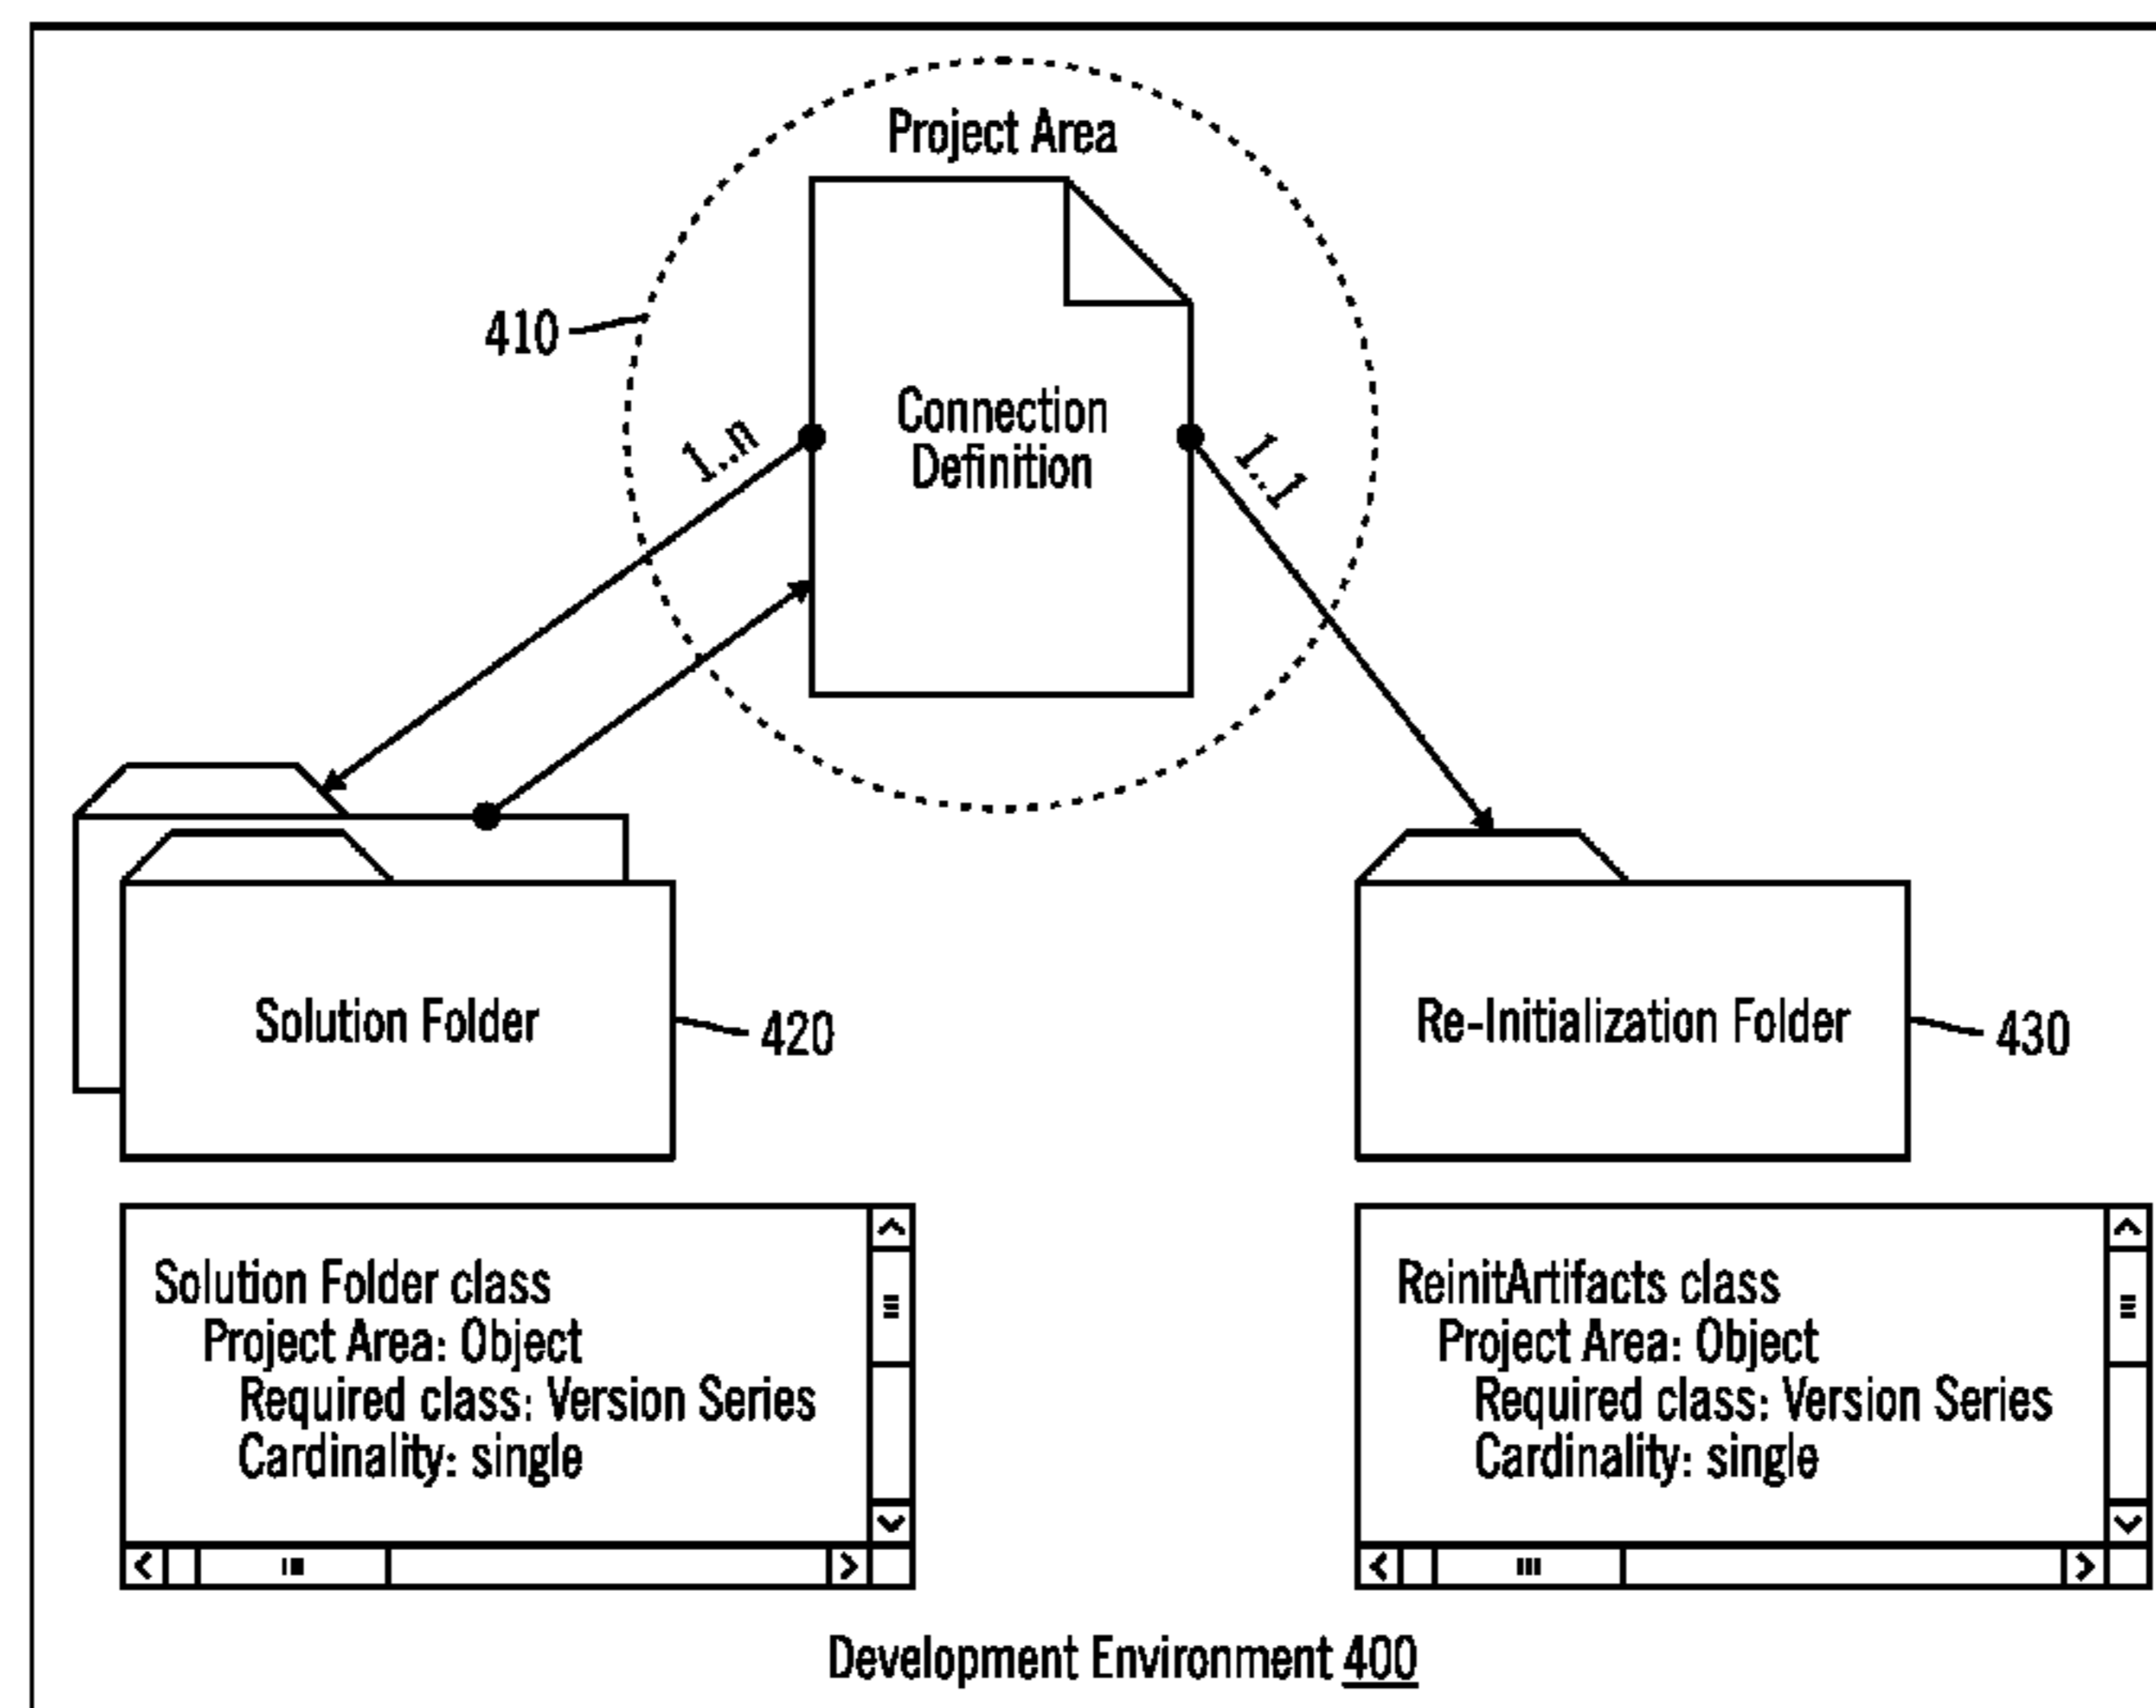 Project Area
410
Connection
Definition
1..n
1..1
Solution Folder
420
Re-Initialization Folder
430
Solution Folder class
Project Area: Object
Required class: Version Series
Cardinality: single
ReinitArtifacts class
Project Area: Object
Required class: Version Series
Cardinality: single
Development Environment 400